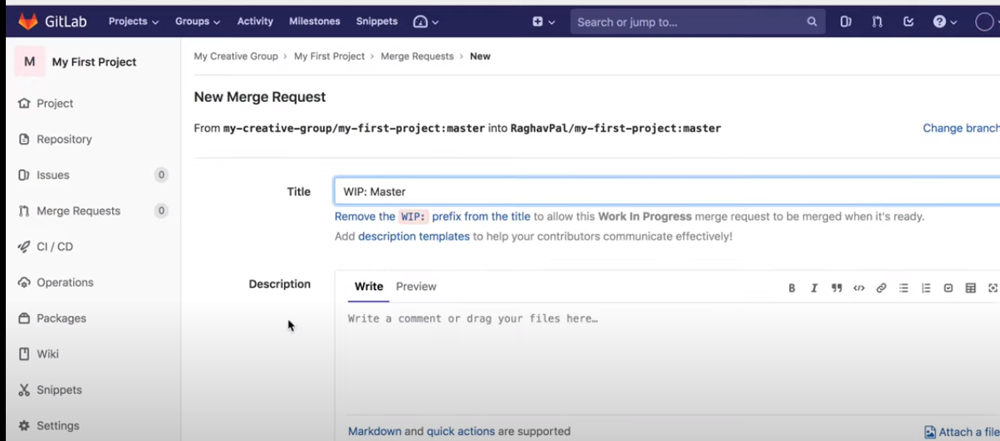 GitLab Projects Groups Activity Milestones Snippets Search or jump to...
M My First Project
My Creative Group › My First Project › Merge Requests › New
Project
Repository
Issues 0
Merge Requests 0
CI / CD
Operations
Packages
Wiki
Snippets
Settings
New Merge Request
From my-creative-group/my-first-project:master into RaghavPal/my-first-project:master Change branch
Title WIP: Master
Remove the WIP: prefix from the title to allow this Work In Progress merge request to be merged when it's ready.
Add description templates to help your contributors communicate effectively!
Description Write Preview
Write a comment or drag your files here…
Markdown and quick actions are supported Attach a file